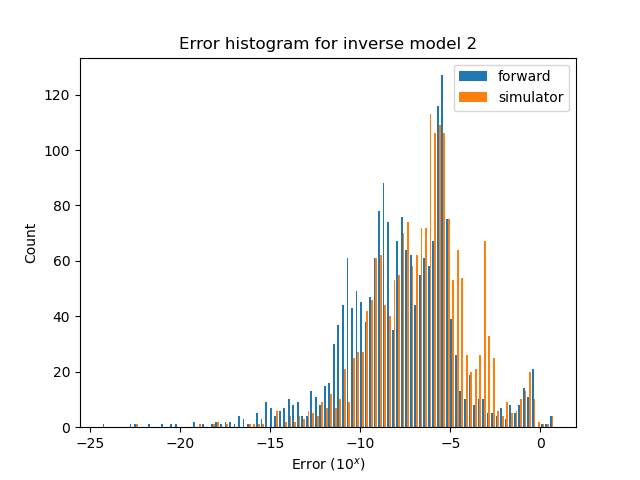 Error histogram for inverse model 2
forward
simulator
Count
120
100
80
60
40
20
0
−25 −20 −15 −10 −5 0
Error (10^x)